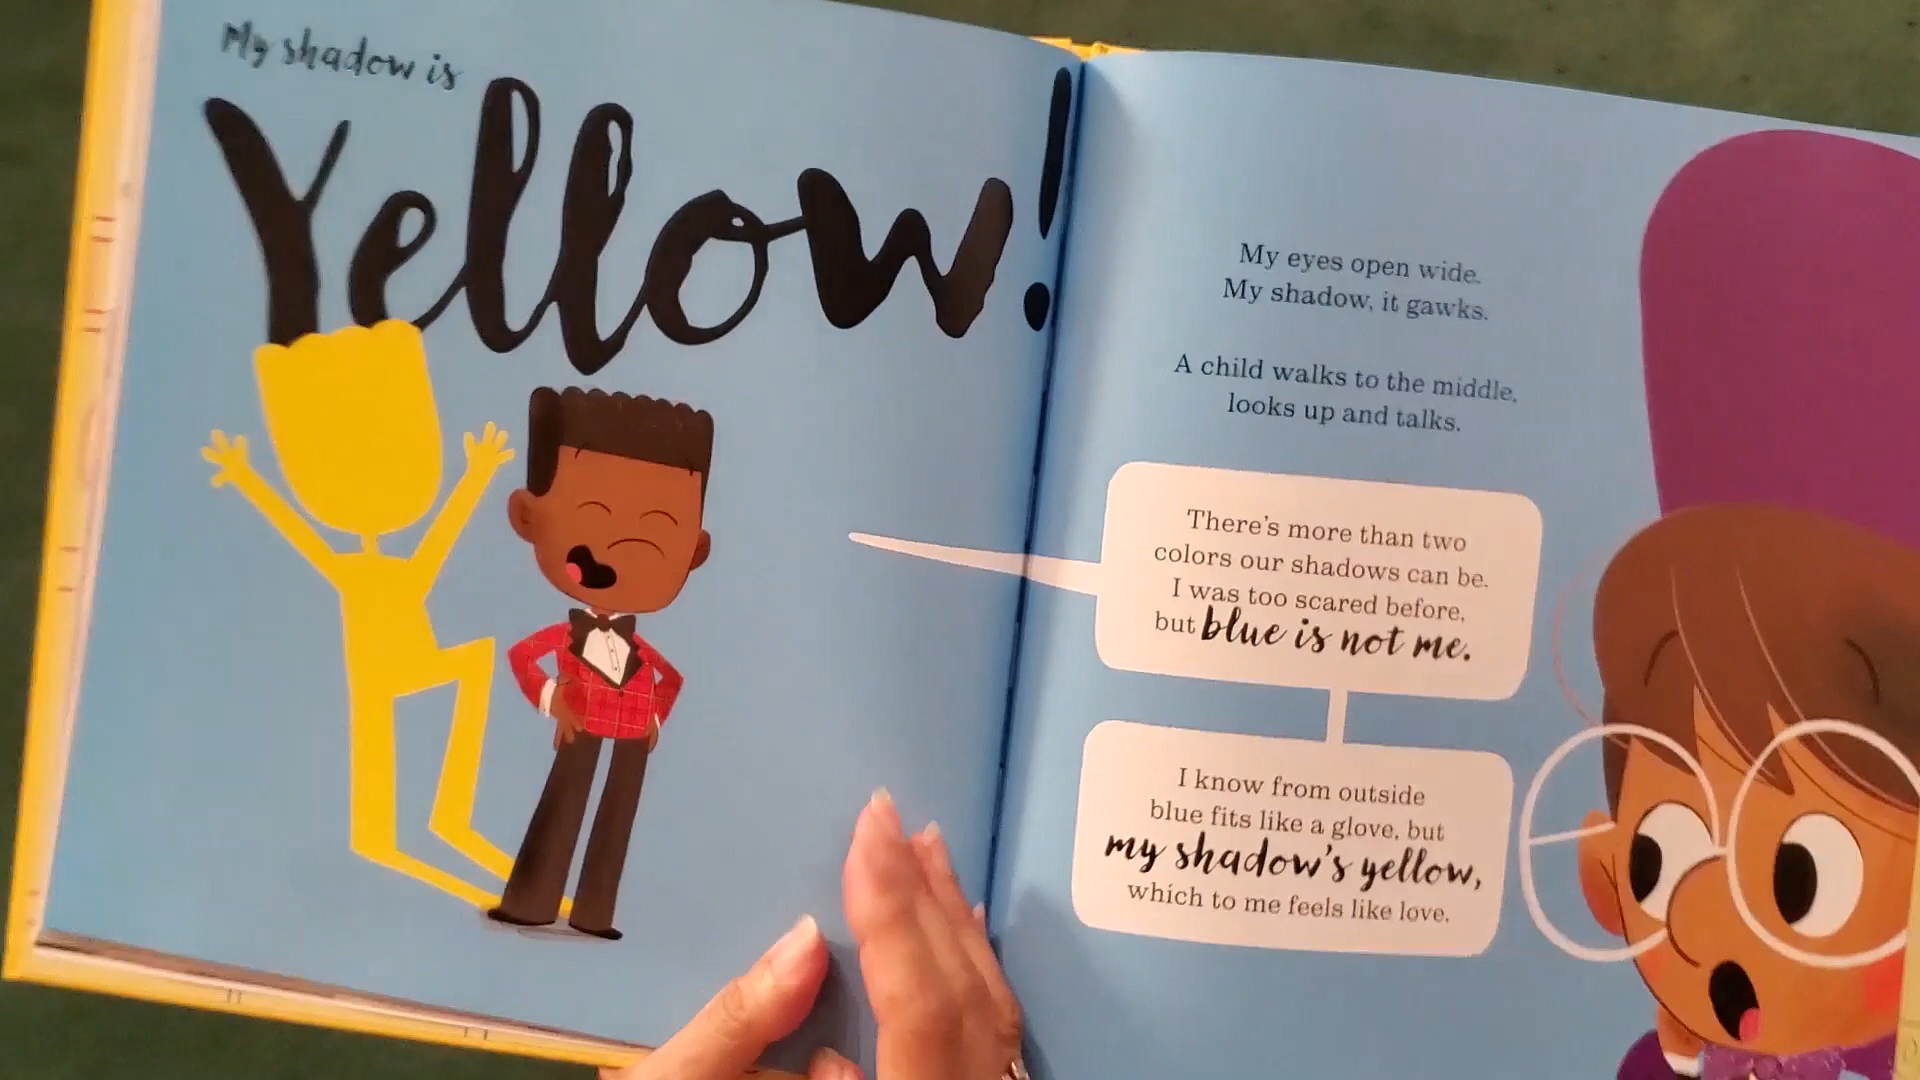 My shadow is
Yellow!
My eyes open wide.
My shadow, it gawks.
A child walks to the middle,
looks up and talks.
There's more than two
colors our shadows can be.
I was too scared before,
but blue is not me.
I know from outside
blue fits like a glove, but
my shadow's yellow,
which to me feels like love.